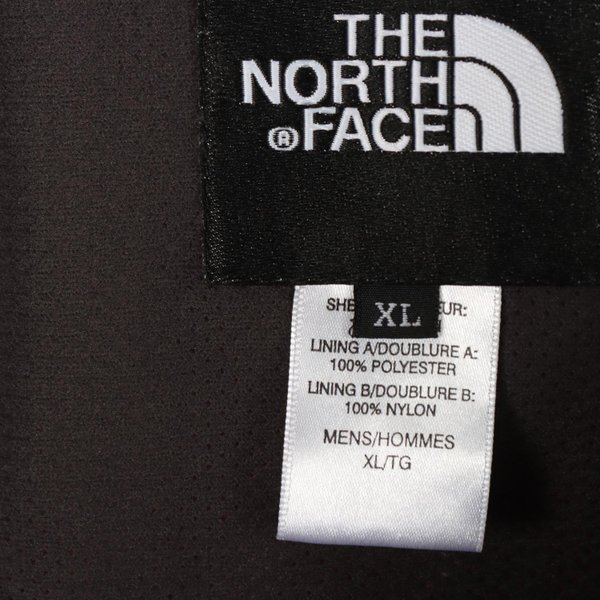 THE
NORTH
® FACE
XL
LINING A/DOUBLURE A:
100% POLYESTER
LINING B/DOUBLURE B:
100% NYLON
MENS/HOMMES
XL/TG